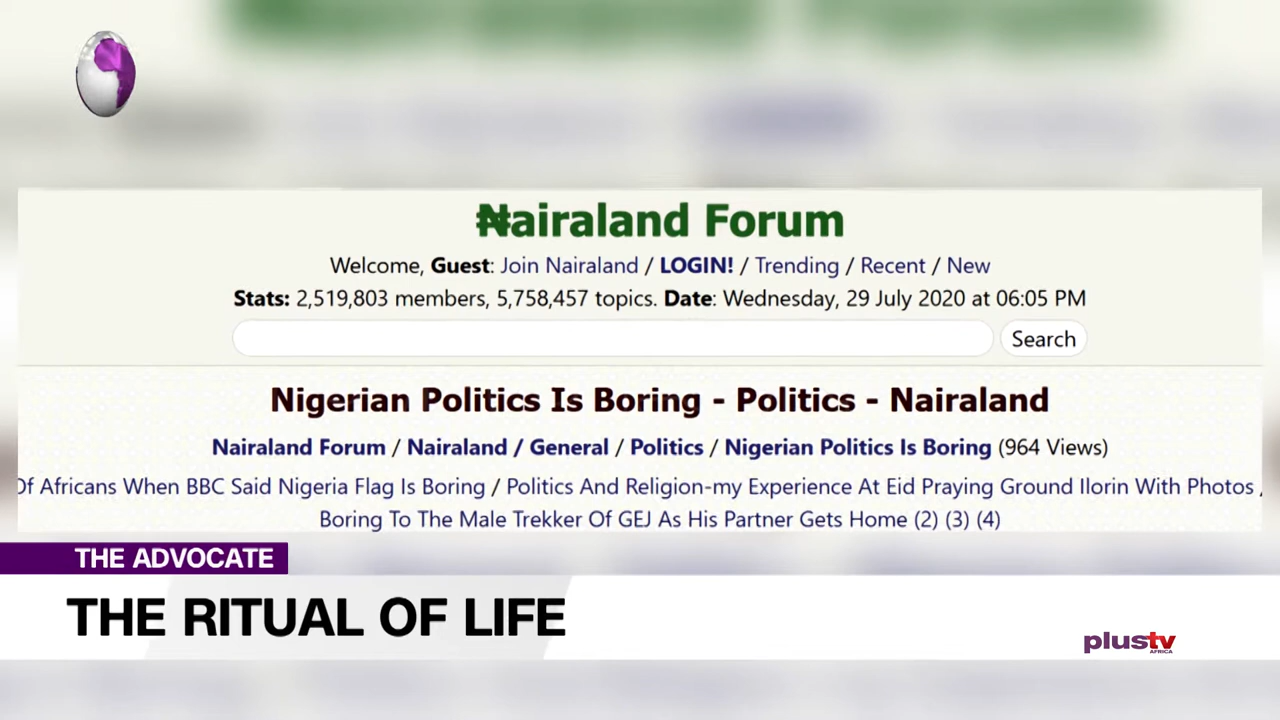 ₦airaland Forum
Welcome, Guest: Join Nairaland / LOGIN! / Trending / Recent / New
Stats: 2,519,803 members, 5,758,457 topics. Date: Wednesday, 29 July 2020 at 06:05 PM
Search
Nigerian Politics Is Boring - Politics - Nairaland
Nairaland Forum / Nairaland / General / Politics / Nigerian Politics Is Boring (964 Views)
Of Africans When BBC Said Nigeria Flag Is Boring / Politics And Religion-my Experience At Eid Praying Ground Ilorin With Photos /
Boring To The Male Trekker Of GEJ As His Partner Gets Home (2) (3) (4)
THE ADVOCATE
THE RITUAL OF LIFE
plustv
AFRICA